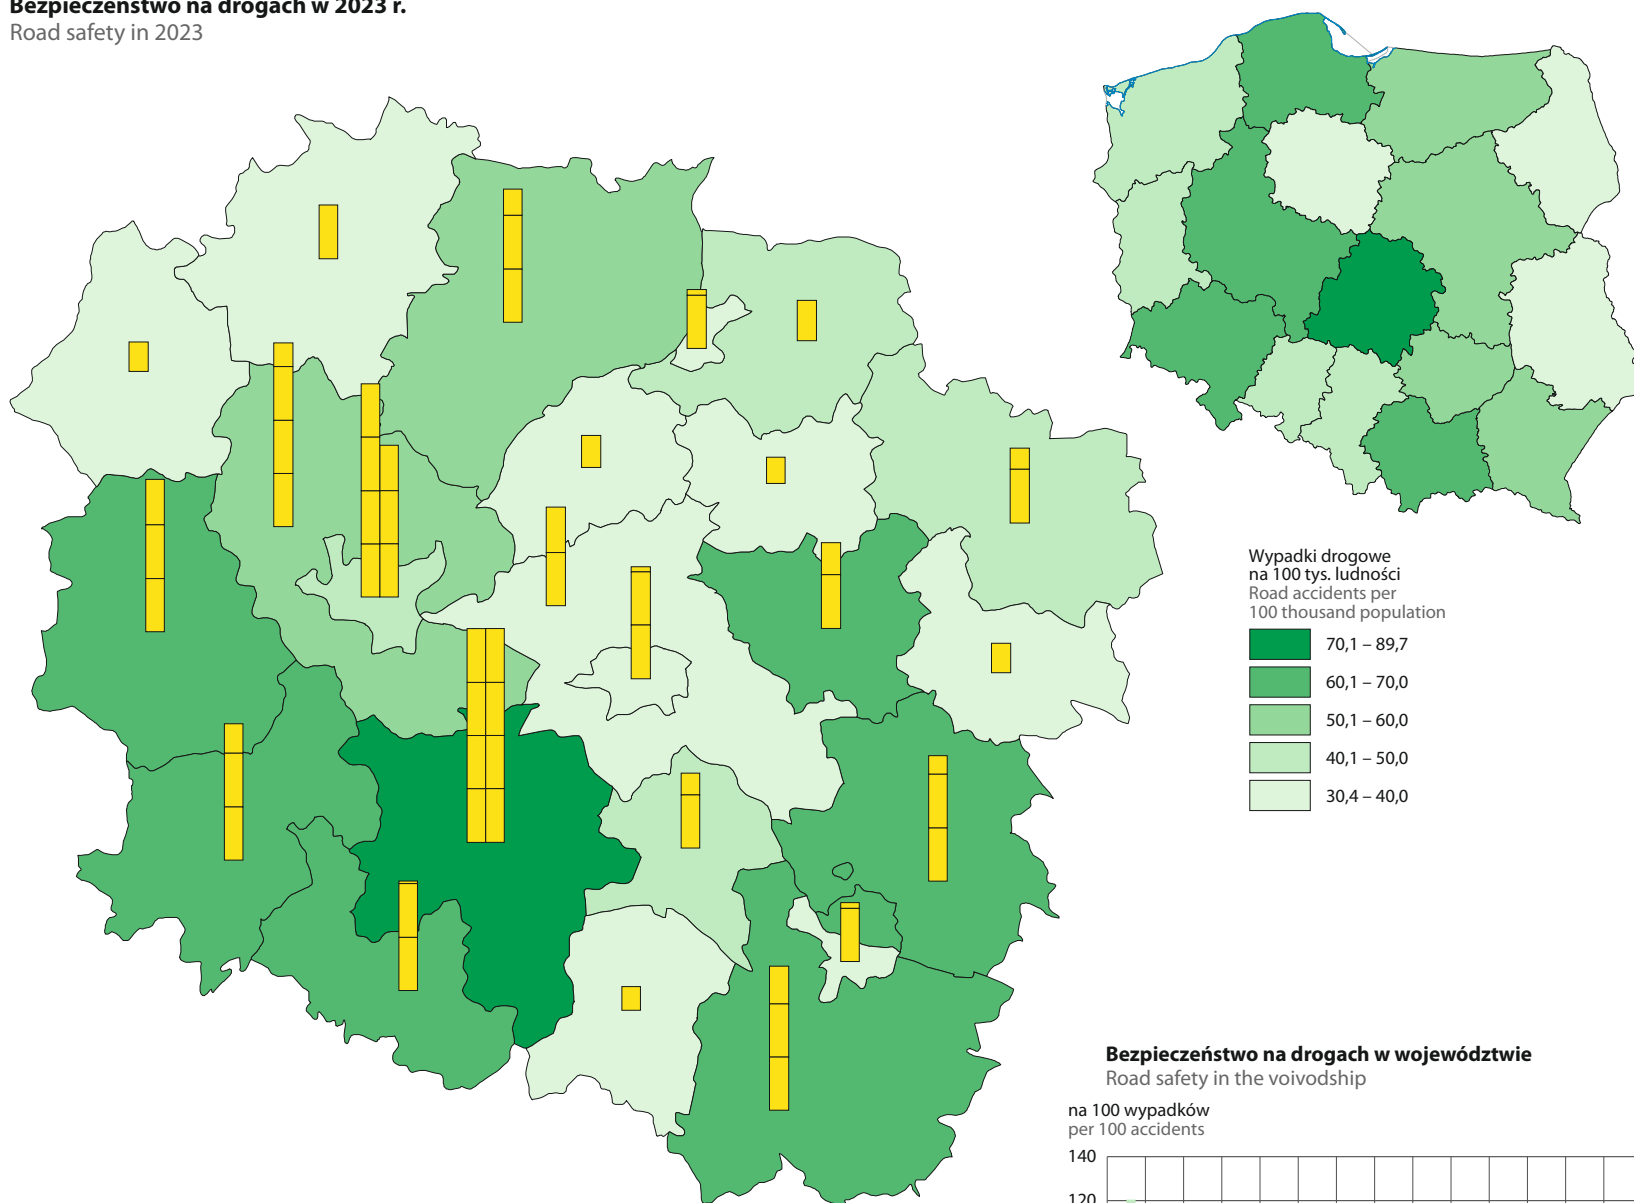 Bezpieczeństwo na drogach w 2023 r.
Road safety in 2023
Wypadki drogowe
na 100 tys. ludności
Road accidents per
100 thousand population
70,1 – 89,7
60,1 – 70,0
50,1 – 60,0
40,1 – 50,0
30,4 – 40,0
Bezpieczeństwo na drogach w województwie
Road safety in the voivodship
na 100 wypadków
per 100 accidents
140
120